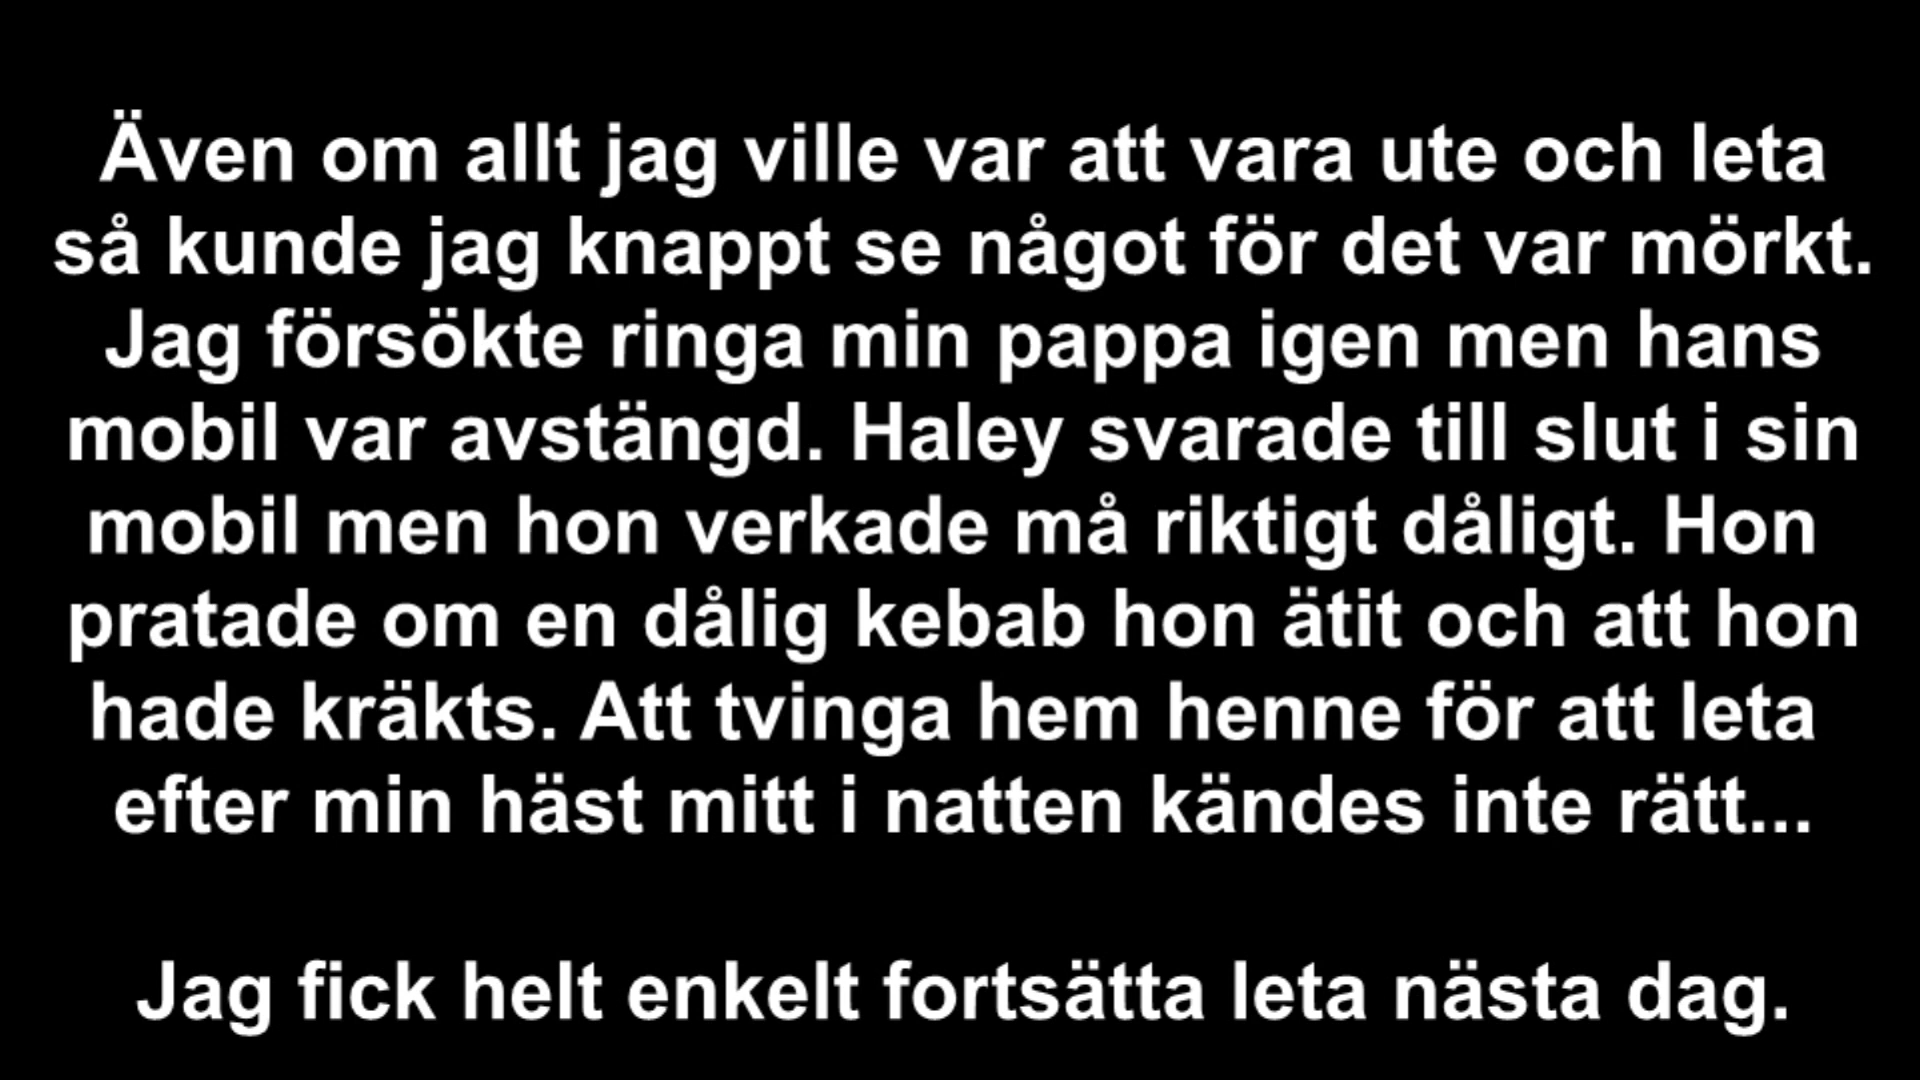 Även om allt jag ville var att vara ute och leta
så kunde jag knappt se något för det var mörkt.
Jag försökte ringa min pappa igen men hans
mobil var avstängd. Haley svarade till slut i sin
mobil men hon verkade må riktigt dåligt. Hon
pratade om en dålig kebab hon ätit och att hon
hade kräkts. Att tvinga hem henne för att leta
efter min häst mitt i natten kändes inte rätt...
Jag fick helt enkelt fortsätta leta nästa dag.